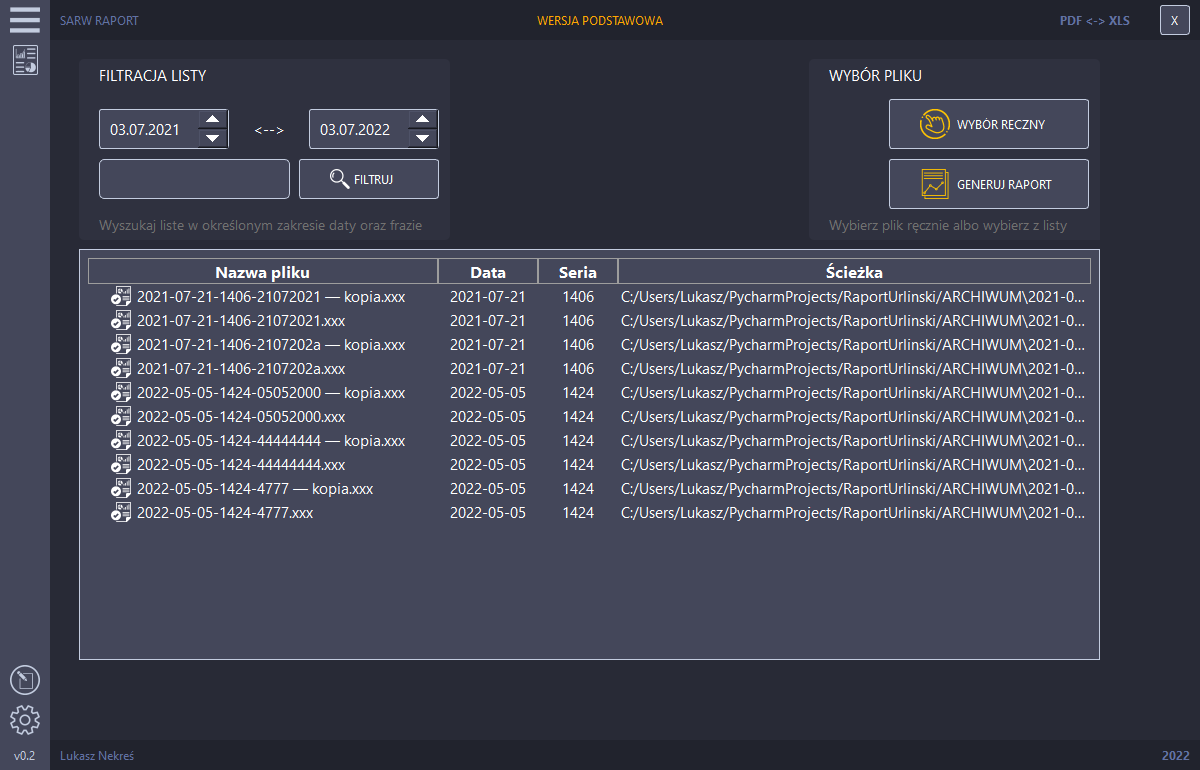 SARW RAPORT WERSJA PODSTAWOWA PDF <-> XLS X
FILTRACJA LISTY
03.07.2021 <--> 03.07.2022
FILTRUJ
Wyszukaj liste w określonym zakresie daty oraz frazie
WYBÓR PLIKU
WYBÓR RECZNY
GENERUJ RAPORT
Wybierz plik ręcznie albo wybierz z listy
Nazwa pliku Data Seria Ścieżka
2021-07-21-1406-21072021 — kopia.xxx 2021-07-21 1406 C:/Users/Lukasz/PycharmProjects/RaportUrlinski/ARCHIWUM\2021-0...
2021-07-21-1406-21072021.xxx 2021-07-21 1406 C:/Users/Lukasz/PycharmProjects/RaportUrlinski/ARCHIWUM\2021-0...
2021-07-21-1406-2107202a — kopia.xxx 2021-07-21 1406 C:/Users/Lukasz/PycharmProjects/RaportUrlinski/ARCHIWUM\2021-0...
2021-07-21-1406-2107202a.xxx 2021-07-21 1406 C:/Users/Lukasz/PycharmProjects/RaportUrlinski/ARCHIWUM\2021-0...
2022-05-05-1424-05052000 — kopia.xxx 2022-05-05 1424 C:/Users/Lukasz/PycharmProjects/RaportUrlinski/ARCHIWUM\2021-0...
2022-05-05-1424-05052000.xxx 2022-05-05 1424 C:/Users/Lukasz/PycharmProjects/RaportUrlinski/ARCHIWUM\2021-0...
2022-05-05-1424-44444444 — kopia.xxx 2022-05-05 1424 C:/Users/Lukasz/PycharmProjects/RaportUrlinski/ARCHIWUM\2021-0...
2022-05-05-1424-44444444.xxx 2022-05-05 1424 C:/Users/Lukasz/PycharmProjects/RaportUrlinski/ARCHIWUM\2021-0...
2022-05-05-1424-4777 — kopia.xxx 2022-05-05 1424 C:/Users/Lukasz/PycharmProjects/RaportUrlinski/ARCHIWUM\2021-0...
2022-05-05-1424-4777.xxx 2022-05-05 1424 C:/Users/Lukasz/PycharmProjects/RaportUrlinski/ARCHIWUM\2021-0...
v0.2 Lukasz Nekreś 2022